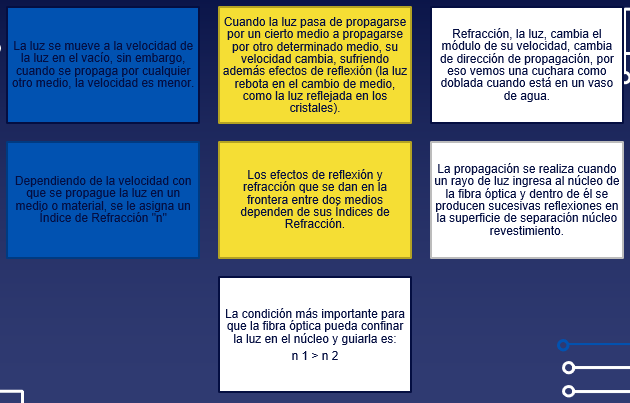 La luz se mueve a la velocidad de
la luz en el vacío, sin embargo,
cuando se propaga por cualquier
otro medio, la velocidad es menor.
Cuando la luz pasa de propagarse
por un cierto medio a propagarse
por otro determinado medio, su
velocidad cambia, sufriendo
además efectos de reflexión (la luz
rebota en el cambio de medio,
como la luz reflejada en los
cristales).
Refracción, la luz, cambia el
módulo de su velocidad, cambia
de dirección de propagación, por
eso vemos una cuchara como
doblada cuando está en un vaso
de agua.
Dependiendo de la velocidad con
que se propague la luz en un
medio o material, se le asigna un
Índice de Refracción "n"
Los efectos de reflexión y
refracción que se dan en la
frontera entre dos medios
dependen de sus Índices de
Refracción.
La propagación se realiza cuando
un rayo de luz ingresa al núcleo de
la fibra óptica y dentro de él se
producen sucesivas reflexiones en
la superficie de separación núcleo
revestimiento.
La condición más importante para
que la fibra óptica pueda confinar
la luz en el núcleo y guiarla es:
n 1 > n 2